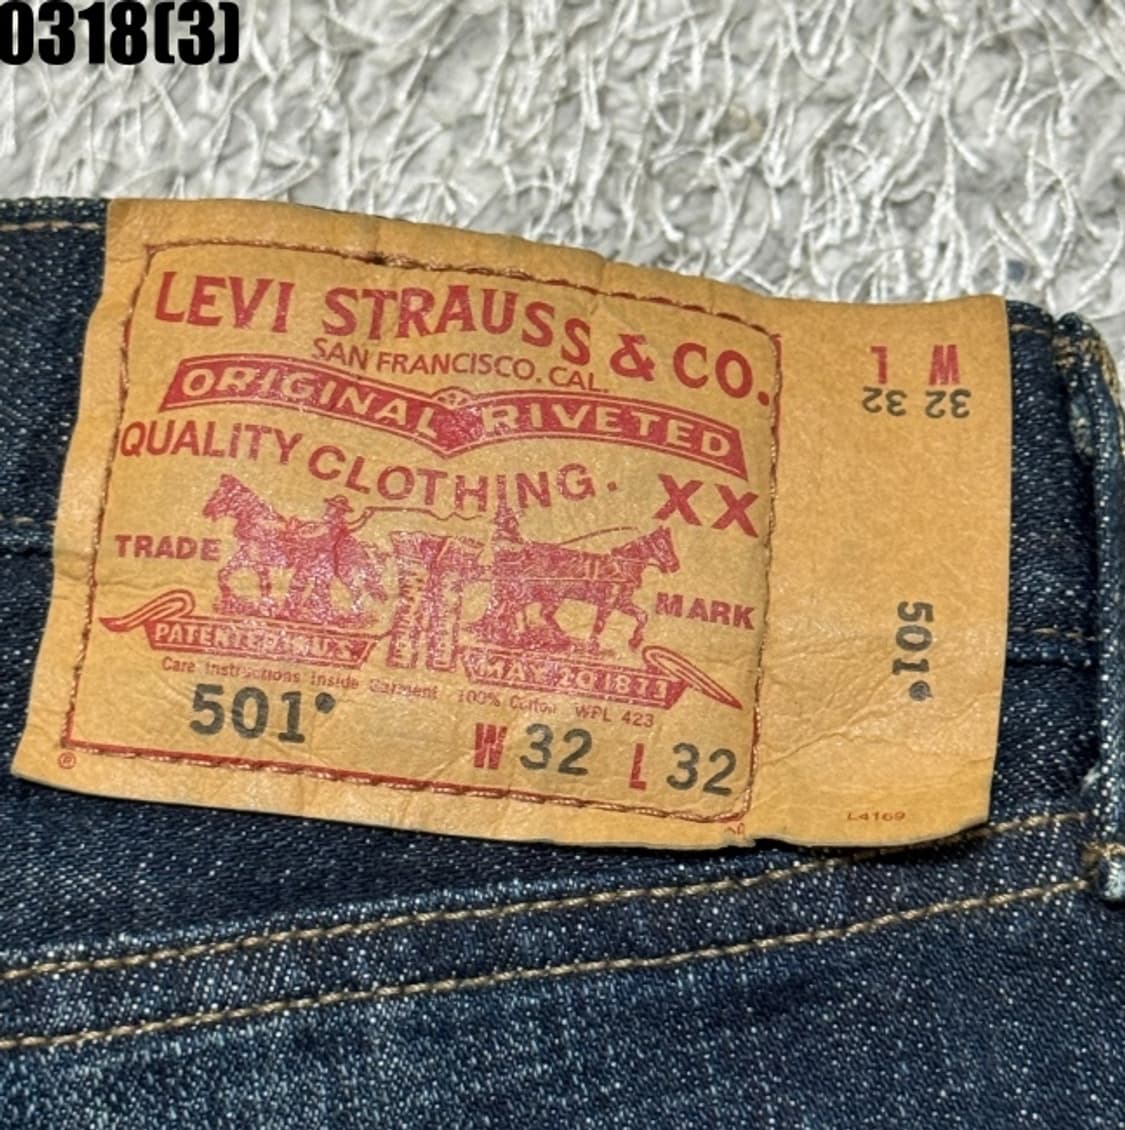 0318(3)
LEVI STRAUSS & CO.
SAN FRANCISCO, CAL.
ORIGINAL RIVETED
QUALITY CLOTHING.
XX
TRADE MARK
PATENTED IN U.S.
MAY 20 1873
Care Instructions Inside Garment 100% Cotton WPL 423
501®
W 32 L 32
®
W L
32 32
501®
L4169